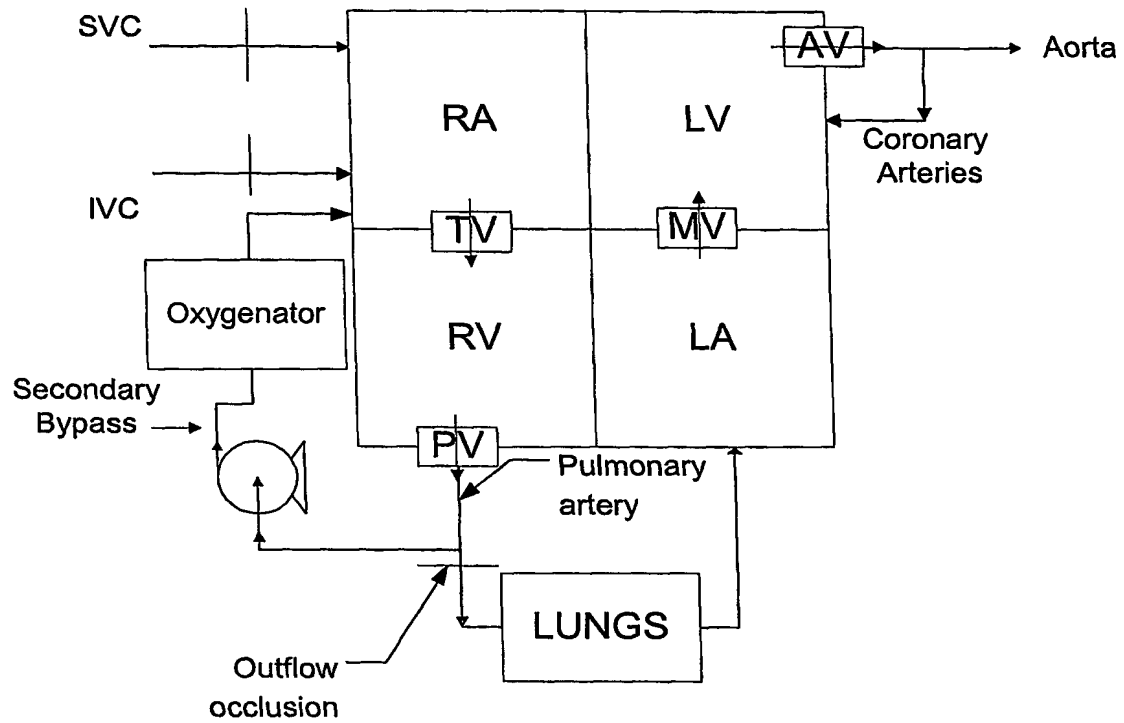 SVC
AV
Aorta
RA
LV
Coronary
Arteries
IVC
TV
MV
Oxygenator
RV
LA
Secondary
Bypass
PV
Pulmonary
artery
LUNGS
Outflow
occlusion